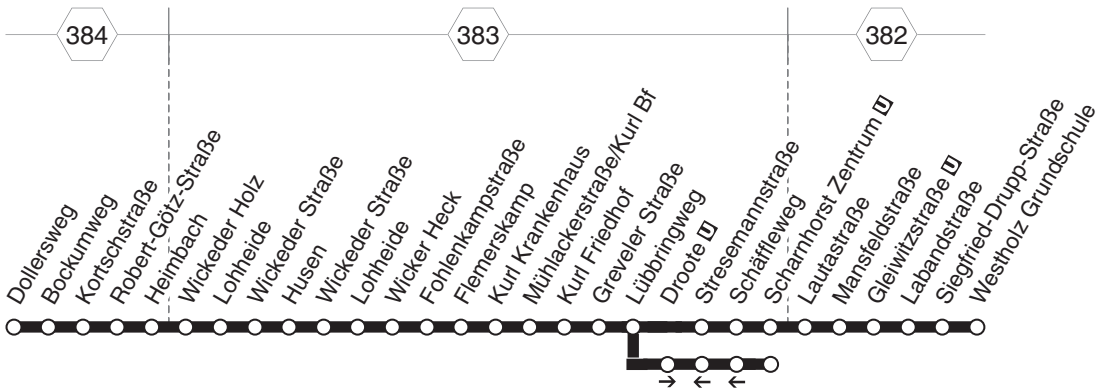 384 383 382
Dollersweg
Bockumweg
Kortschstraße
Robert-Götz-Straße
Heimbach
Wickeder Holz
Lohneide
Wickeder Straße
Husen
Wickeder Straße
Lohheide
Wicker Heck
Fohlenkampstraße
Flemerskamp
Kurl Krankenhaus
Mühlackerstraße/Kurl Bf
Kurl Friedhof
Greveler Straße
Lübbringweg
Droote U
Stresemannstraße
Schäffleweg
Scharnhorst Zentrum U
Lautastraße
Mansfeldstraße
Gleiwitzstraße U
Labandstraße
Siegfried-Drupp-Straße
Westholz Grundschule